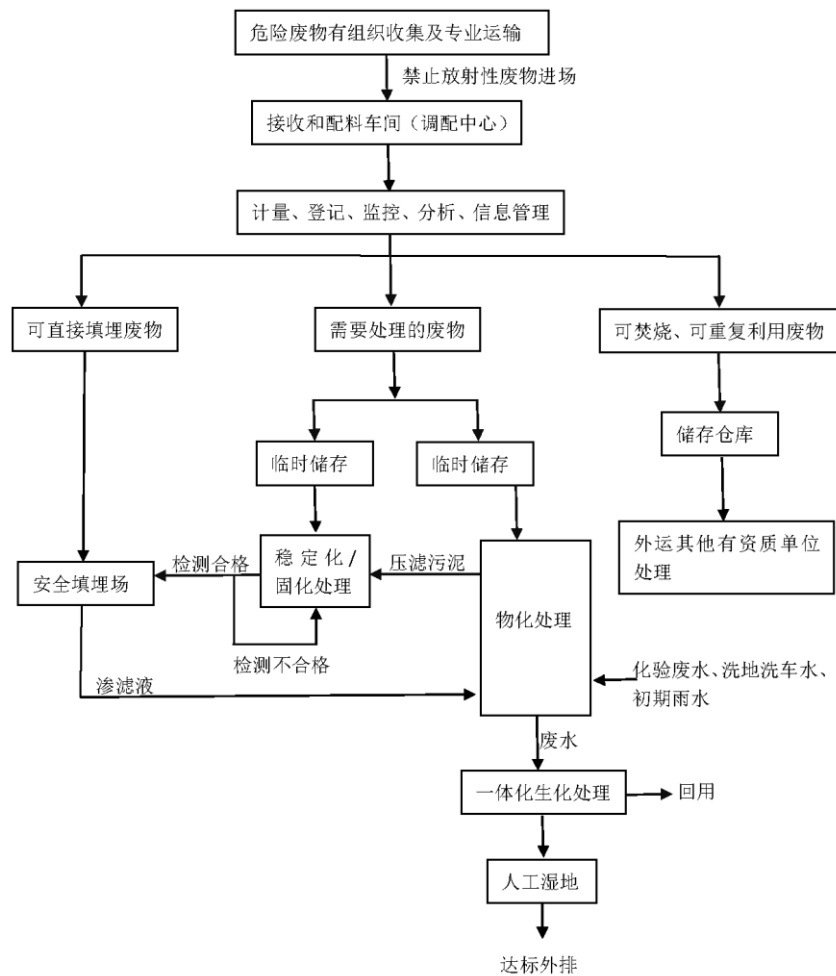 危险废物有组织收集及专业运输
禁止放射性废物进场
接收和配料车间（调配中心）
计量、登记、监控、分析、信息管理
可直接填埋废物
需要处理的废物
可焚烧、可重复利用废物
储存仓库
临时储存
临时储存
外运其他有资质单位
处理
检测合格
稳定化/
固化处理
压滤污泥
安全填埋场
物化处理
检测不合格
化验废水、洗地洗车水、
初期雨水
渗滤液
废水
一体化生化处理
回用
人工湿地
达标外排